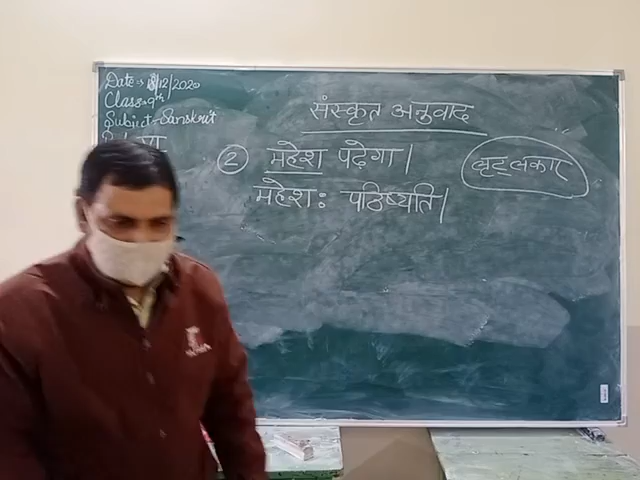 Date → 8/12/2020
Class → 9th
Subject → Sanskrit
संस्कृत अनुवाद
② महेश पढ़ेगा।
लृट् लकार
महेशः पठिष्यति।